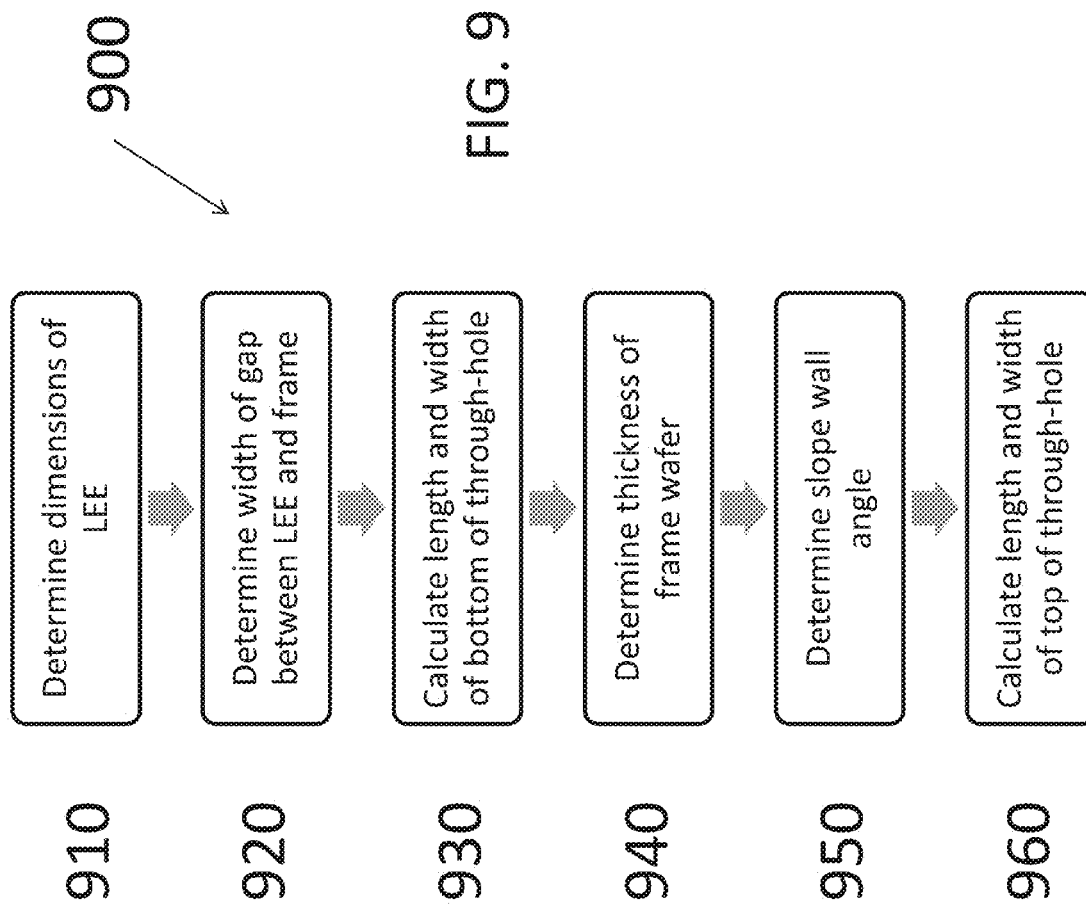 900
910
Determine dimensions of
LEE
920
Determine width of gap
between LEE and frame
930
Calculate length and width
of bottom of through-hole
940
Determine thickness of
frame wafer
950
Determine slope wall
angle
960
Calculate length and width
of top of through-hole
FIG. 9